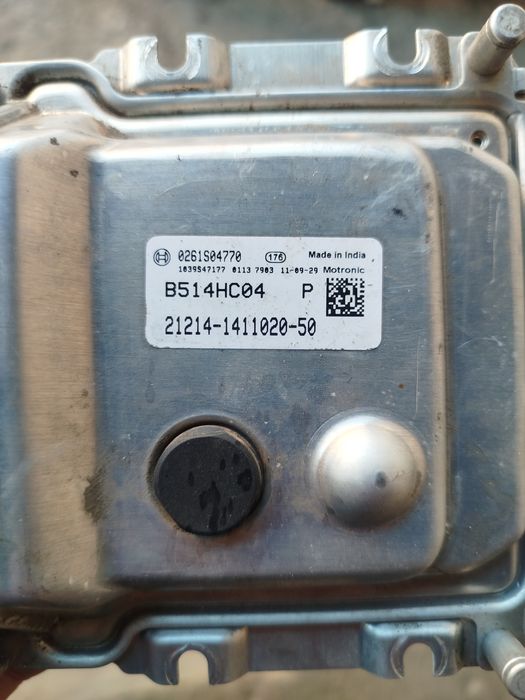 0261S04770 176 Made in India
1039S47177 0113 7903 11-09-29 Motronic
B514HC04 P
21214-1411020-50